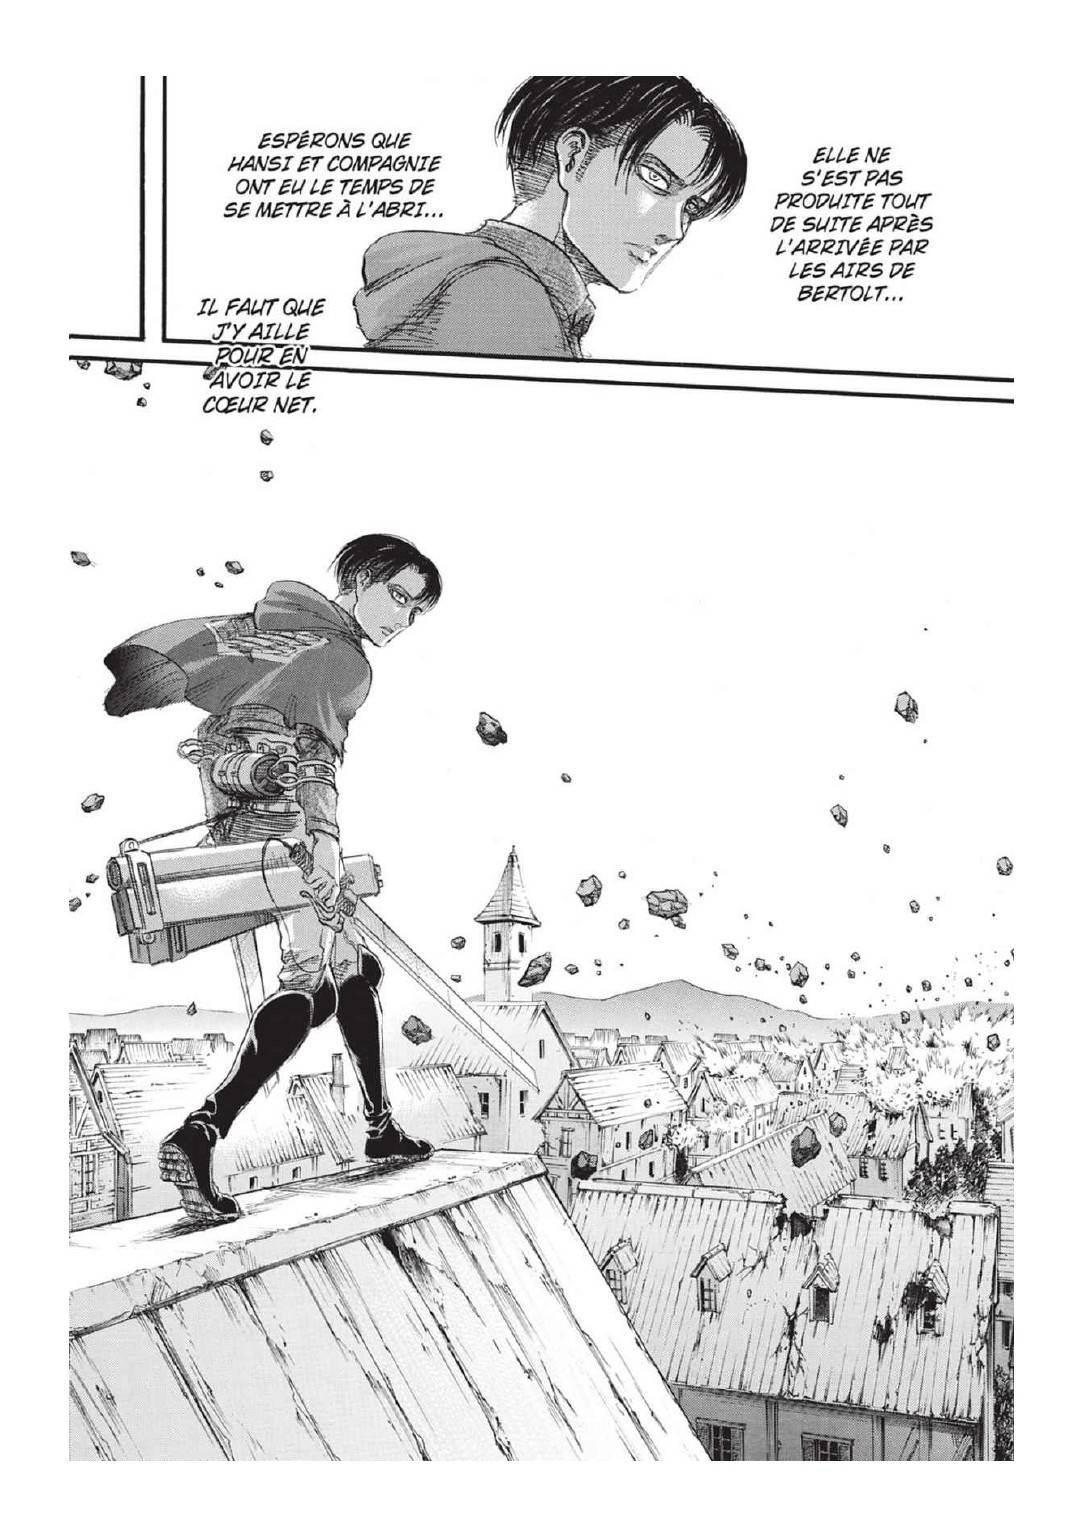 ELLE NE
S'EST PAS
PRODUITE TOUT
DE SUITE APRÈS
L'ARRIVÉE PAR
LES AIRS DE
BERTOLT...
ESPÉRONS QUE
HANSI ET COMPAGNIE
ONT EU LE TEMPS DE
SE METTRE À L'ABRI...
IL FAUT QUE
J'Y AILLE
POUR EN
AVOIR LE
CŒUR NET.